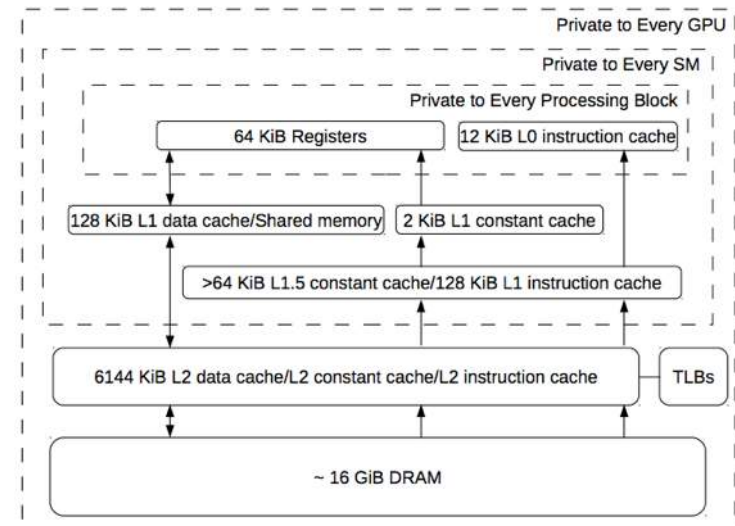 Private to Every GPU
Private to Every SM
Private to Every Processing Block
64 KiB Registers
12 KiB L0 instruction cache
128 KiB L1 data cache/Shared memory
2 KiB L1 constant cache
>64 KiB L1.5 constant cache/128 KiB L1 instruction cache
6144 KiB L2 data cache/L2 constant cache/L2 instruction cache
TLBs
~ 16 GiB DRAM